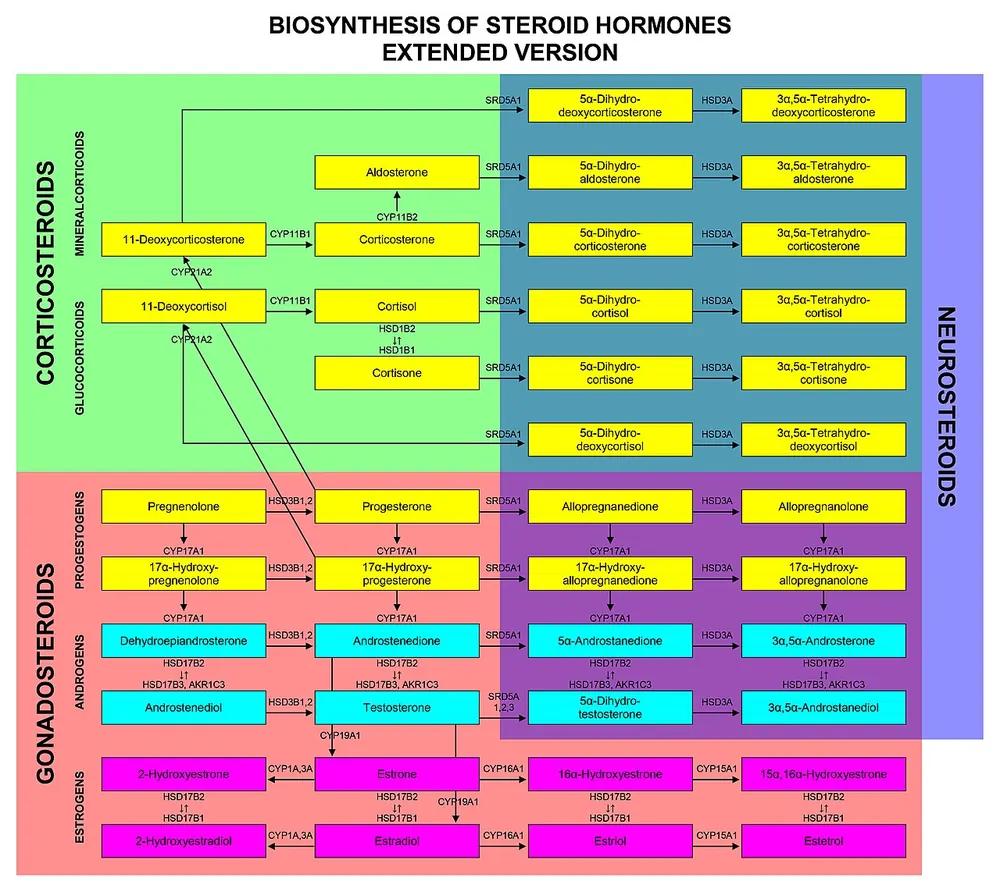 BIOSYNTHESIS OF STEROID HORMONES
EXTENDED VERSION
CORTICOSTEROIDS
MINERALCORTICOIDS
GLUCOCORTICOIDS
GONADOSTEROIDS
PROGESTOGENS
ANDROGENS
ESTROGENS
NEUROSTEROIDS
SRD5A1
5α-Dihydro-
deoxycorticosterone
HSD3A
3α,5α-Tetrahydro-
deoxycorticosterone
Aldosterone
SRD5A1
5α-Dihydro-
aldosterone
HSD3A
3α,5α-Tetrahydro-
aldosterone
CYP11B2
11-Deoxycorticosterone
CYP11B1
Corticosterone
SRD5A1
5α-Dihydro-
corticosterone
HSD3A
3α,5α-Tetrahydro-
corticosterone
CYP21A2
11-Deoxycortisol
CYP11B1
Cortisol
SRD5A1
5α-Dihydro-
cortisol
HSD3A
3α,5α-Tetrahydro-
cortisol
CYP21A2
HSD1B2
HSD1B1
Cortisone
SRD5A1
5α-Dihydro-
cortisone
HSD3A
3α,5α-Tetrahydro-
cortisone
SRD5A1
5α-Dihydro-
deoxycortisol
HSD3A
3α,5α-Tetrahydro-
deoxycortisol
Pregnenolone
HSD3B1,2
Progesterone
SRD5A1
Allopregnanedione
HSD3A
Allopregnanolone
CYP17A1
CYP17A1
CYP17A1
CYP17A1
17α-Hydroxy-
pregnenolone
HSD3B1,2
17α-Hydroxy-
progesterone
SRD5A1
17α-Hydroxy-
allopregnanedione
HSD3A
17α-Hydroxy-
allopregnanolone
CYP17A1
CYP17A1
CYP17A1
CYP17A1
Dehydroepiandrosterone
HSD3B1,2
Androstenedione
SRD5A1
5α-Androstanedione
HSD3A
3α,5α-Androsterone
HSD17B2
HSD17B3, AKR1C3
HSD17B2
HSD17B3, AKR1C3
HSD17B2
HSD17B3, AKR1C3
HSD17B2
HSD17B3, AKR1C3
Androstenediol
HSD3B1,2
Testosterone
SRD5A
1,2,3
5α-Dihydro-
testosterone
HSD3A
3α,5α-Androstanediol
CYP19A1
2-Hydroxyestrone
CYP1A,3A
Estrone
CYP16A1
16α-Hydroxyestrone
CYP15A1
15α,16α-Hydroxyestrone
HSD17B2
HSD17B1
HSD17B2
HSD17B1
CYP19A1
HSD17B2
HSD17B1
HSD17B2
HSD17B1
2-Hydroxyestradiol
CYP1A,3A
Estradiol
CYP16A1
Estriol
CYP15A1
Estetrol